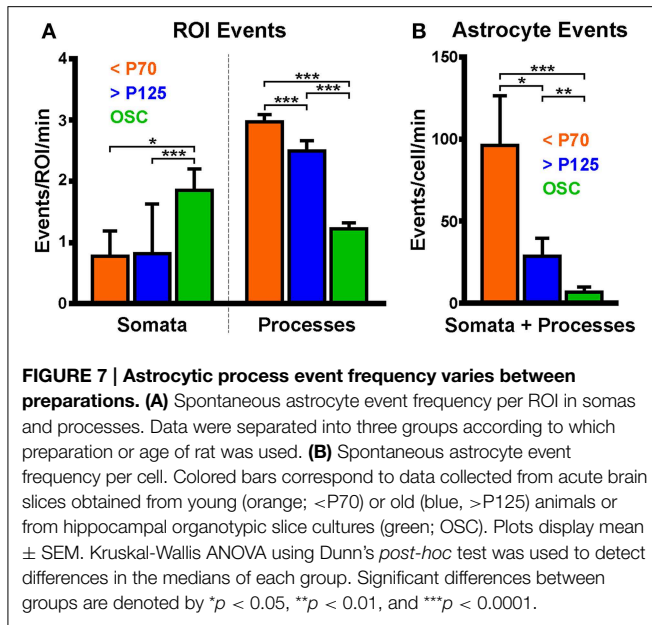 A
ROI Events
B
Astrocyte Events
< P70
> P125
OSC
Events/ROI/min
4
3
2
1
0
*
***
***
***
***
Somata
Processes
Events/cell/min
150
100
50
0
***
*
**
< P70
> P125
OSC
Somata + Processes
FIGURE 7 | Astrocytic process event frequency varies between
preparations. (A) Spontaneous astrocyte event frequency per ROI in somas
and processes. Data were separated into three groups according to which
preparation or age of rat was used. (B) Spontaneous astrocyte event
frequency per cell. Colored bars correspond to data collected from acute brain
slices obtained from young (orange; <P70) or old (blue, >P125) animals or
from hippocampal organotypic slice cultures (green; OSC). Plots display mean
± SEM. Kruskal-Wallis ANOVA using Dunn's post-hoc test was used to detect
differences in the medians of each group. Significant differences between
groups are denoted by *p < 0.05, **p < 0.01, and ***p < 0.0001.